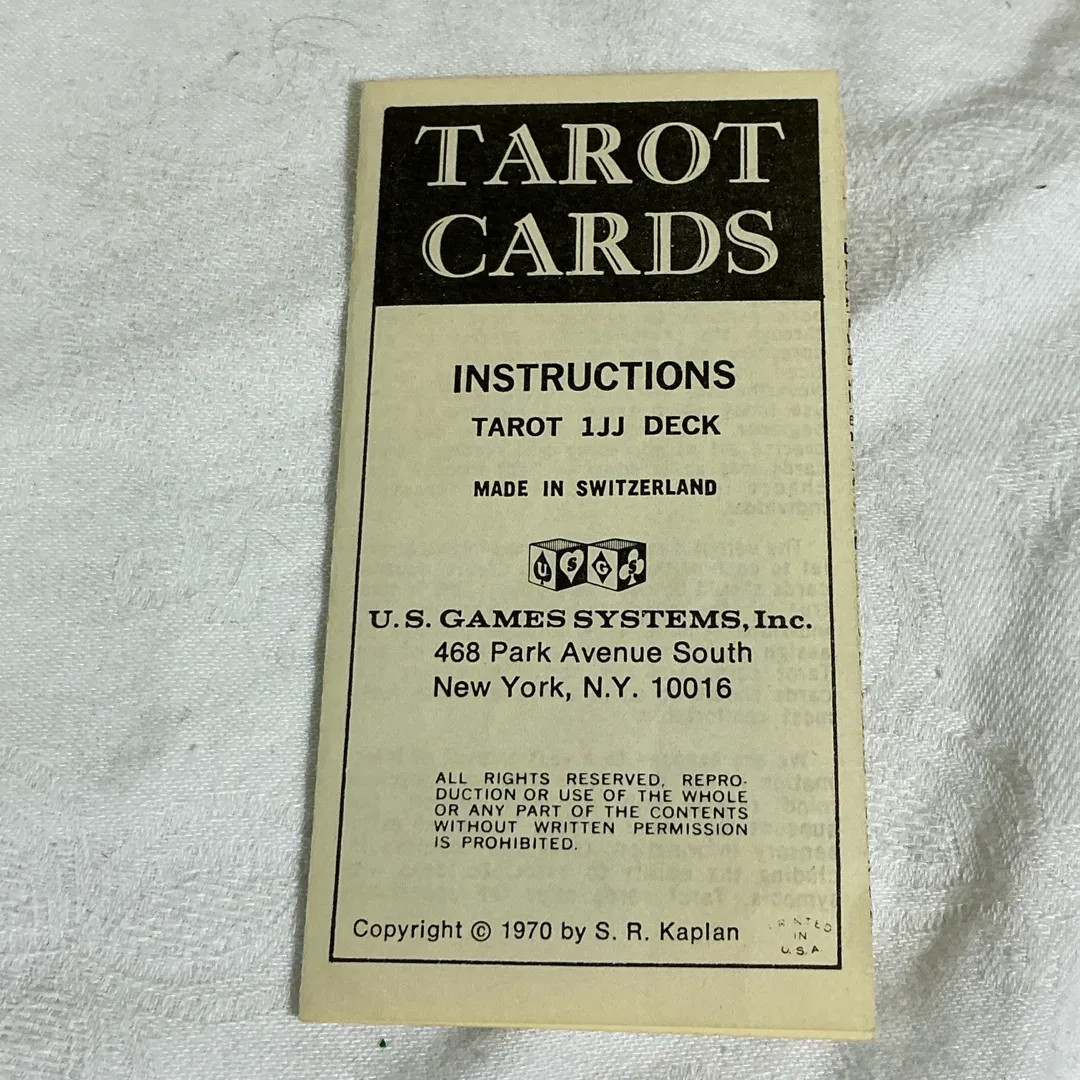 TAROT
CARDS
INSTRUCTIONS
TAROT 1JJ DECK
MADE IN SWITZERLAND
U S G S
U.S. GAMES SYSTEMS, Inc.
468 Park Avenue South
New York, N.Y. 10016
ALL RIGHTS RESERVED, REPRO-
DUCTION OR USE OF THE WHOLE
OR ANY PART OF THE CONTENTS
WITHOUT WRITTEN PERMISSION
IS PROHIBITED.
Copyright © 1970 by S. R. Kaplan
PRINTED
IN
U.S.A